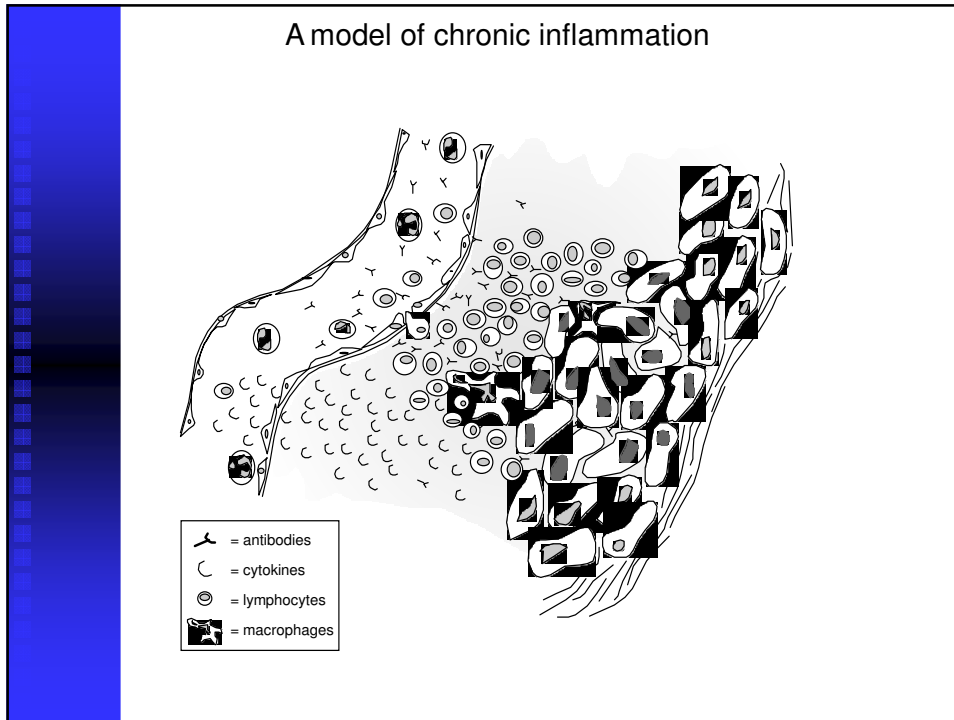 A model of chronic inflammation
= antibodies
= cytokines
= lymphocytes
= macrophages